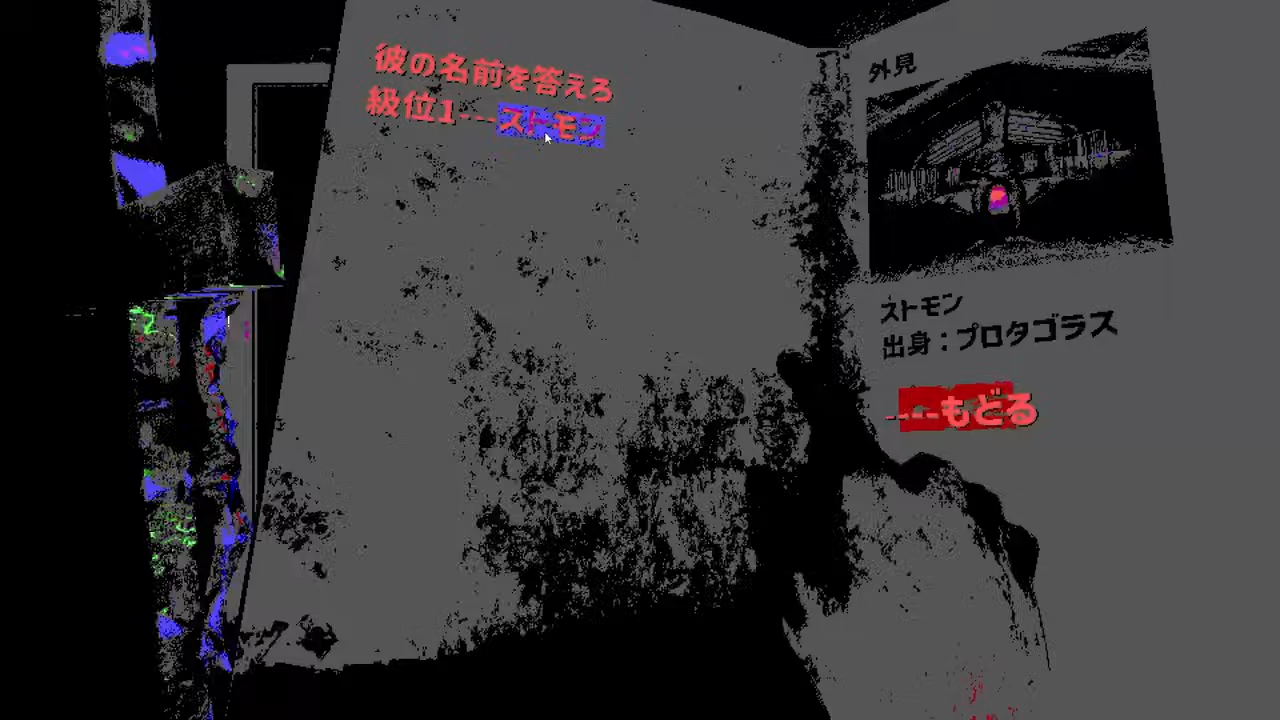 彼の名前を答えろ
級位1---ストモン
外見
ストモン
出身：プロタゴラス
----もどる